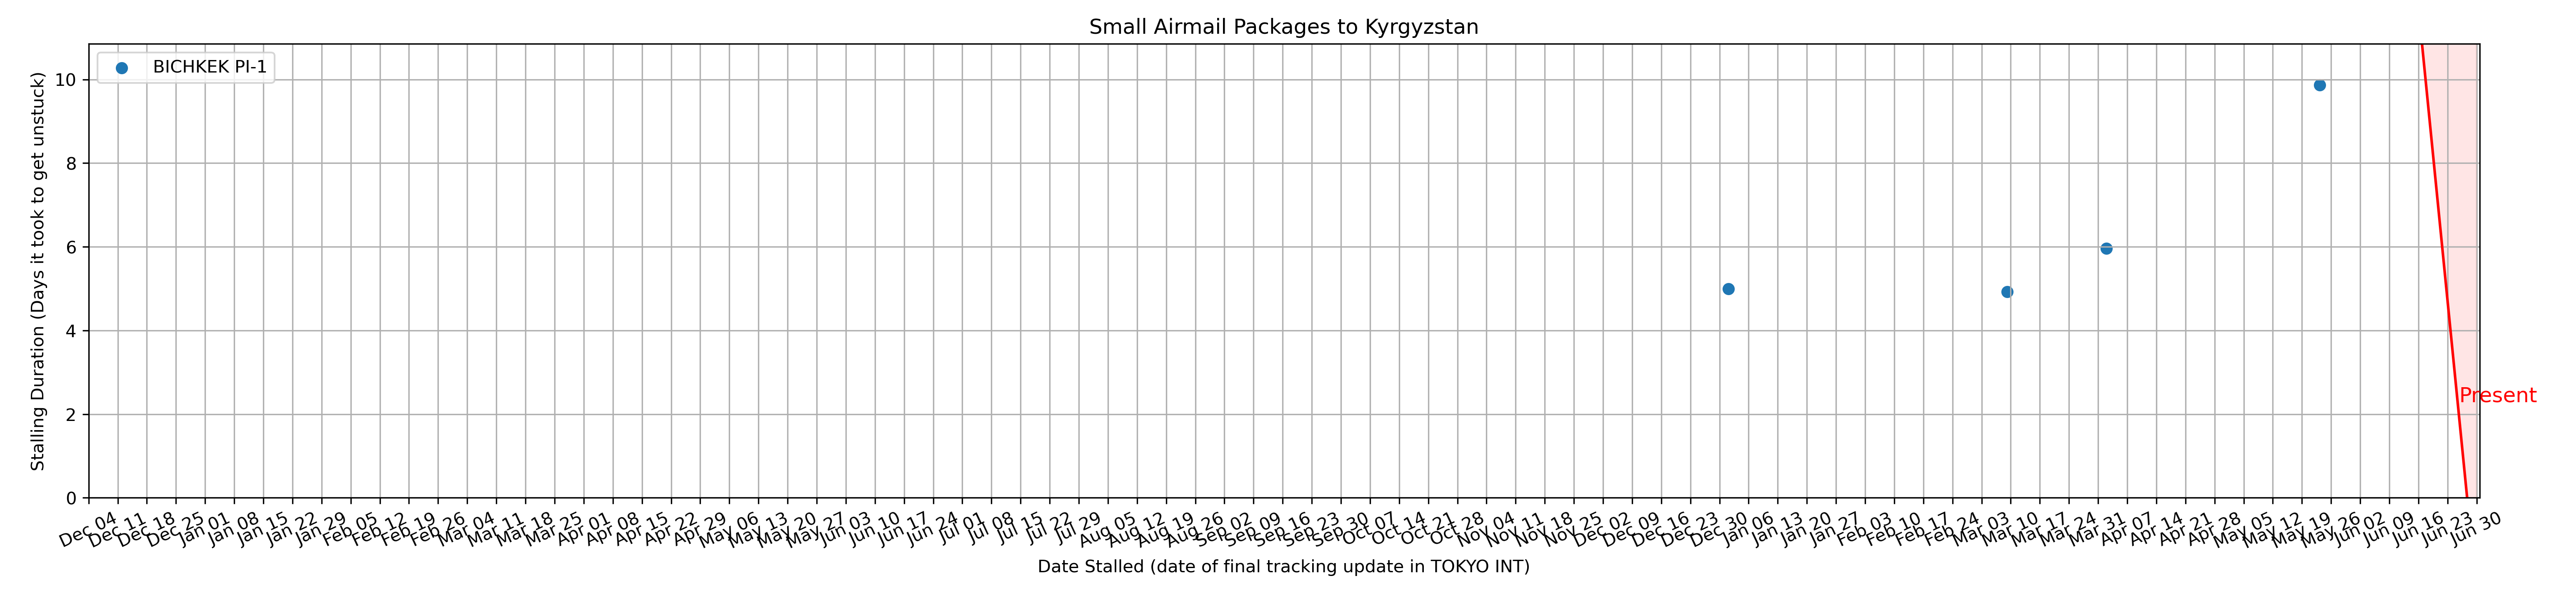 Small Airmail Packages to Kyrgyzstan
BICHKEK PI-1
Stalling Duration (Days it took to get unstuck)
10
8
6
4
2
0
Present
Dec 04 Dec 11 Dec 18 Dec 25 Jan 01 Jan 08 Jan 15 Jan 22 Jan 29 Feb 05 Feb 12 Feb 19 Feb 26 Mar 04 Mar 11 Mar 18 Mar 25 Apr 01 Apr 08 Apr 15 Apr 22 Apr 29 May 06 May 13 May 20 May 27 Jun 03 Jun 10 Jun 17 Jun 24 Jul 01 Jul 08 Jul 15 Jul 22 Jul 29 Aug 05 Aug 12 Aug 19 Aug 26 Sep 02 Sep 09 Sep 16 Sep 23 Sep 30 Oct 07 Oct 14 Oct 21 Oct 28 Nov 04 Nov 11 Nov 18 Nov 25 Dec 02 Dec 09 Dec 16 Dec 23 Dec 30 Jan 06 Jan 13 Jan 20 Jan 27 Feb 03 Feb 10 Feb 17 Feb 24 Mar 03 Mar 10 Mar 17 Mar 24 Mar 31 Apr 07 Apr 14 Apr 21 Apr 28 May 05 May 12 May 19 May 26 Jun 02 Jun 09 Jun 16 Jun 23 Jun 30
Date Stalled (date of final tracking update in TOKYO INT)